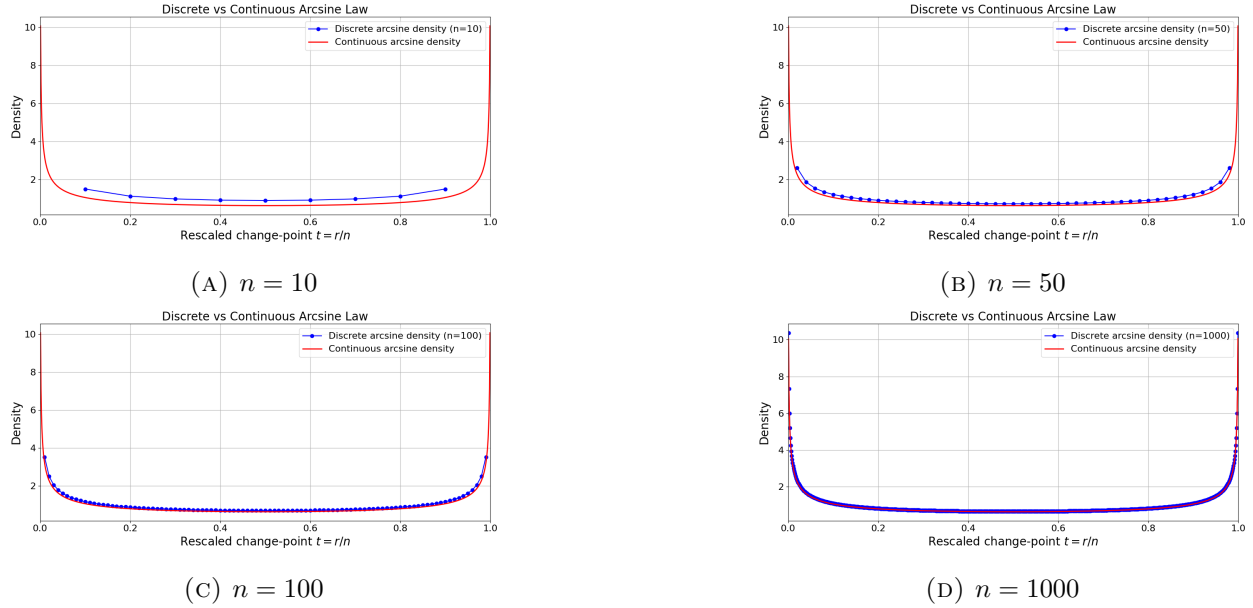 Discrete vs Continuous Arcsine Law
Discrete arcsine density (n=10)
Continuous arcsine density
Density
10
8
6
4
2
0.0 0.2 0.4 0.6 0.8 1.0
Rescaled change-point t = r/n
(A) n = 10
Discrete vs Continuous Arcsine Law
Discrete arcsine density (n=50)
Continuous arcsine density
Density
10
8
6
4
2
0.0 0.2 0.4 0.6 0.8 1.0
Rescaled change-point t = r/n
(B) n = 50
Discrete vs Continuous Arcsine Law
Discrete arcsine density (n=100)
Continuous arcsine density
Density
10
8
6
4
2
0.0 0.2 0.4 0.6 0.8 1.0
Rescaled change-point t = r/n
(C) n = 100
Discrete vs Continuous Arcsine Law
Discrete arcsine density (n=1000)
Continuous arcsine density
Density
10
8
6
4
2
0.0 0.2 0.4 0.6 0.8 1.0
Rescaled change-point t = r/n
(D) n = 1000